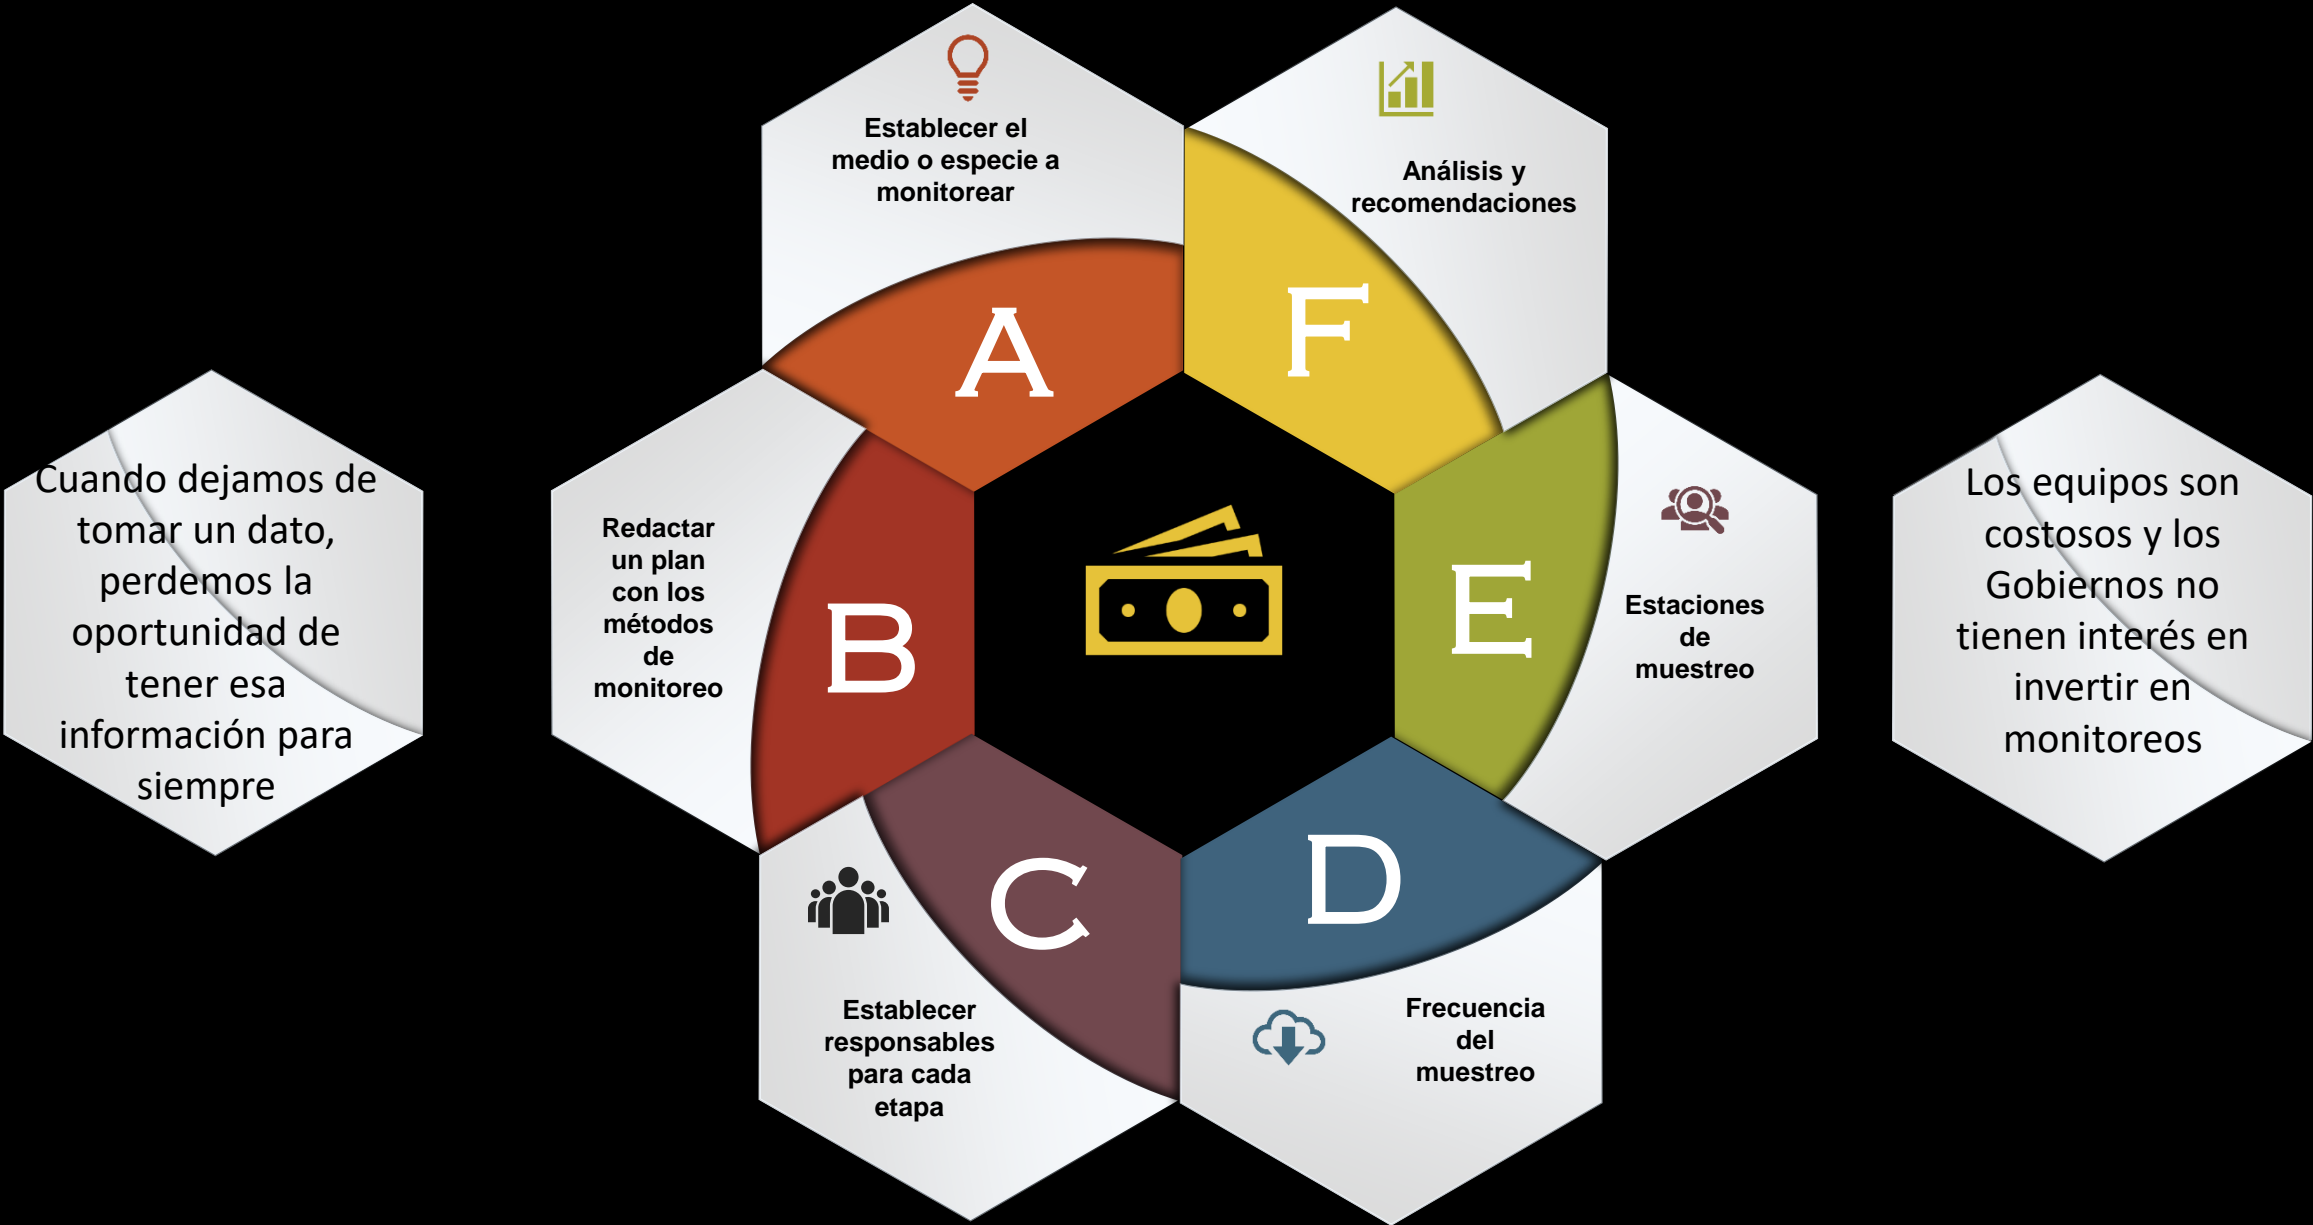 Cuando dejamos de
tomar un dato,
perdemos la
oportunidad de
tener esa
información para
siempre
Establecer el
medio o especie a
monitorear
A
Redactar
un plan
con los
métodos
de
monitoreo
B
Establecer
responsables
para cada
etapa
C
Frecuencia
del
muestreo
D
Estaciones
de
muestreo
E
Análisis y
recomendaciones
F
Los equipos son
costosos y los
Gobiernos no
tienen interés en
invertir en
monitoreos